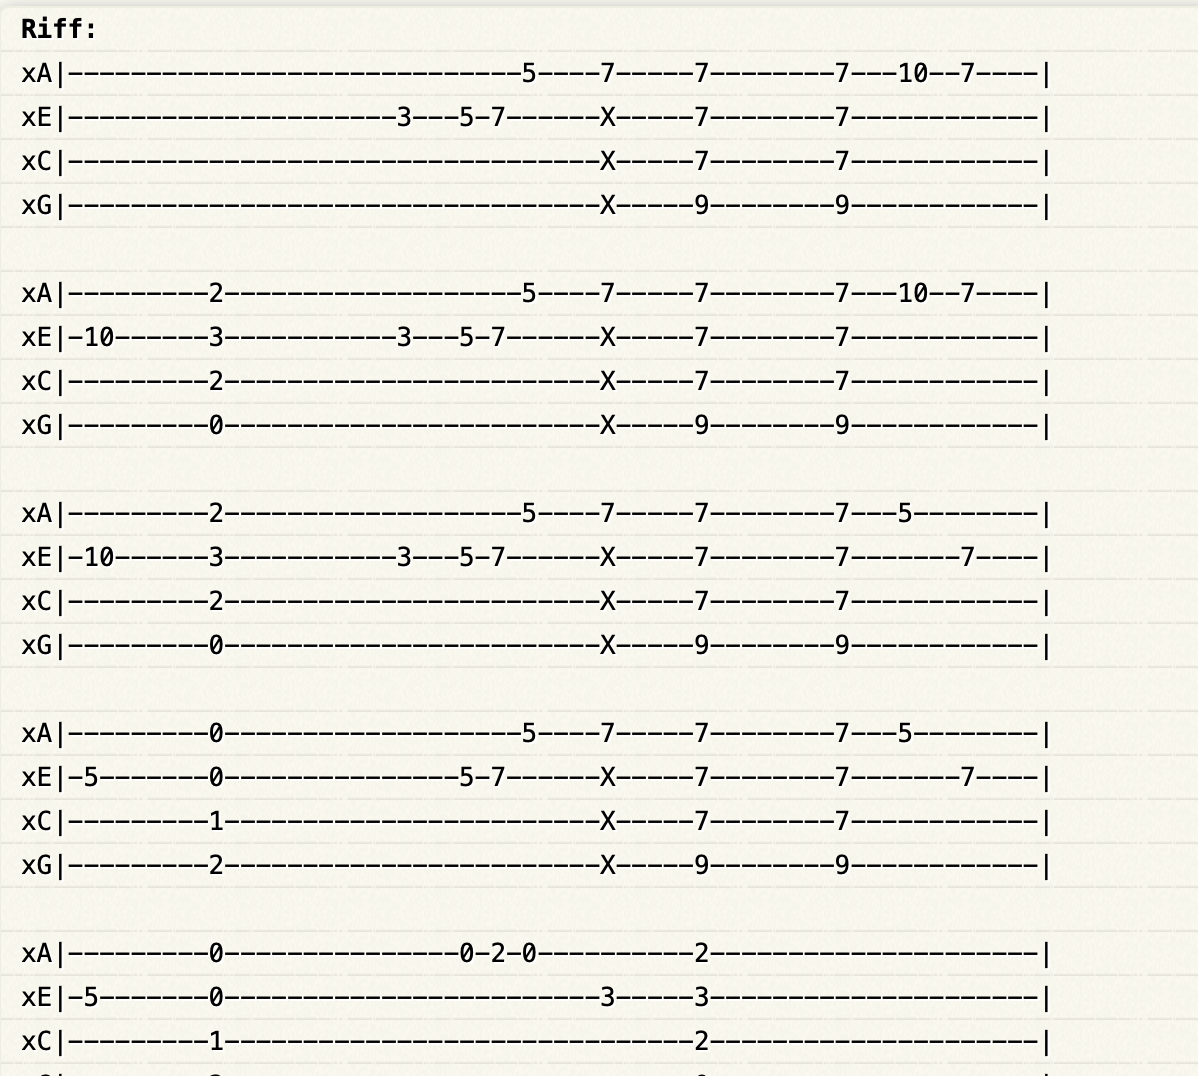 Riff:
xA|-----------------------------5----7-----7--------7---10--7----|
xE|---------------------3---5-7------X-----7--------7------------|
xC|----------------------------------X-----7--------7------------|
xG|----------------------------------X-----9--------9------------|
xA|---------2-------------------5----7-----7--------7---10--7----|
xE|-10------3-----------3---5-7------X-----7--------7------------|
xC|---------2------------------------X-----7--------7------------|
xG|---------0------------------------X-----9--------9------------|
xA|---------2-------------------5----7-----7--------7---5--------|
xE|-10------3-----------3---5-7------X-----7--------7-------7----|
xC|---------2------------------------X-----7--------7------------|
xG|---------0------------------------X-----9--------9------------|
xA|---------0-------------------5----7-----7--------7---5--------|
xE|-5-------0---------------5-7------X-----7--------7-------7----|
xC|---------1------------------------X-----7--------7------------|
xG|---------2------------------------X-----9--------9------------|
xA|---------0---------------0-2-0----------2---------------------|
xE|-5-------0------------------------3-----3---------------------|
xC|---------1------------------------------2---------------------|